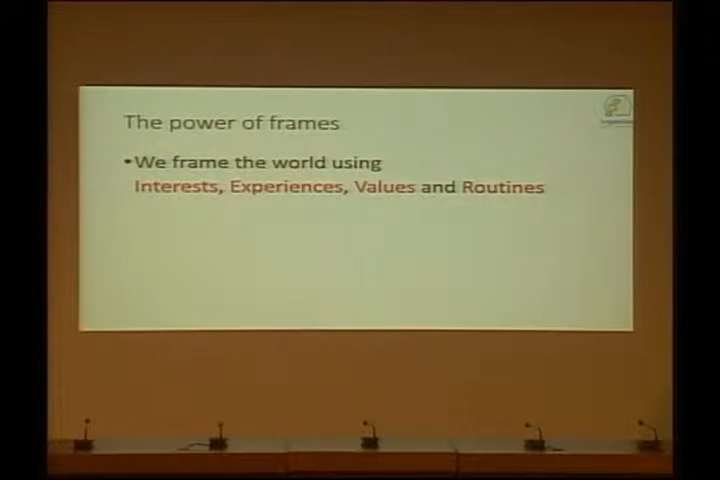 The power of frames
•We frame the world using
Interests, Experiences, Values and Routines